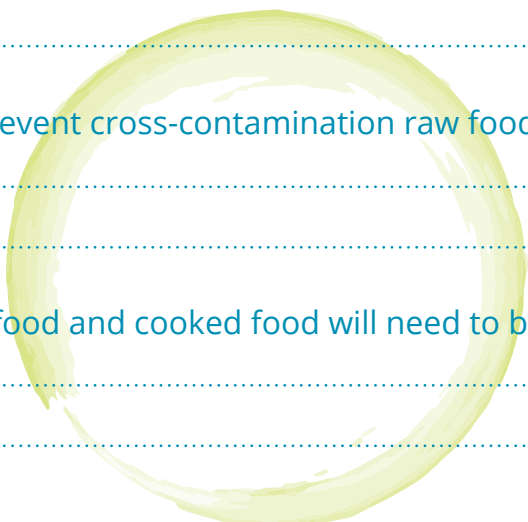 event cross-contamination raw food
food and cooked food will need to b